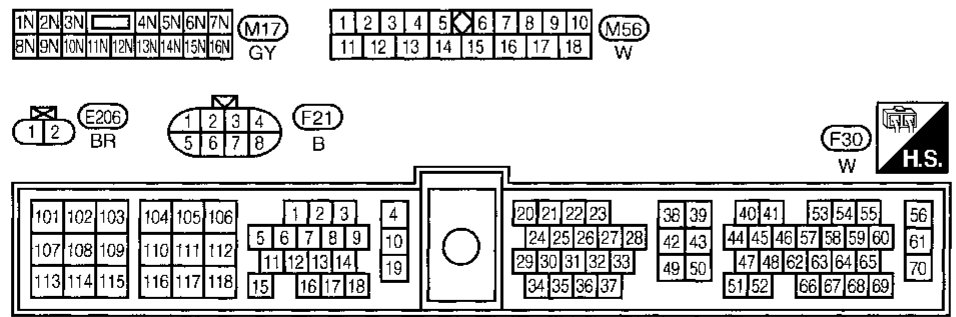 1N 2N 3N 4N 5N 6N 7N M17
8N 9N 10N 11N 12N 13N 14N 15N 16N GY
1 2 3 4 5 6 7 8 9 10 M56
11 12 13 14 15 16 17 18 W
1 2 E206
BR
1 2 3 4 F21
5 6 7 8 B
F30
W
H.S.
101 102 103 104 105 106 1 2 3 4 20 21 22 23 38 39 40 41 53 54 55 56
107 108 109 110 111 112 5 6 7 8 9 10 24 25 26 27 28 42 43 44 45 46 57 58 59 60 61
11 12 13 14 19 29 30 31 32 33 49 50 47 48 62 63 64 65 70
113 114 115 116 117 118 15 16 17 18 34 35 36 37 51 52 66 67 68 69